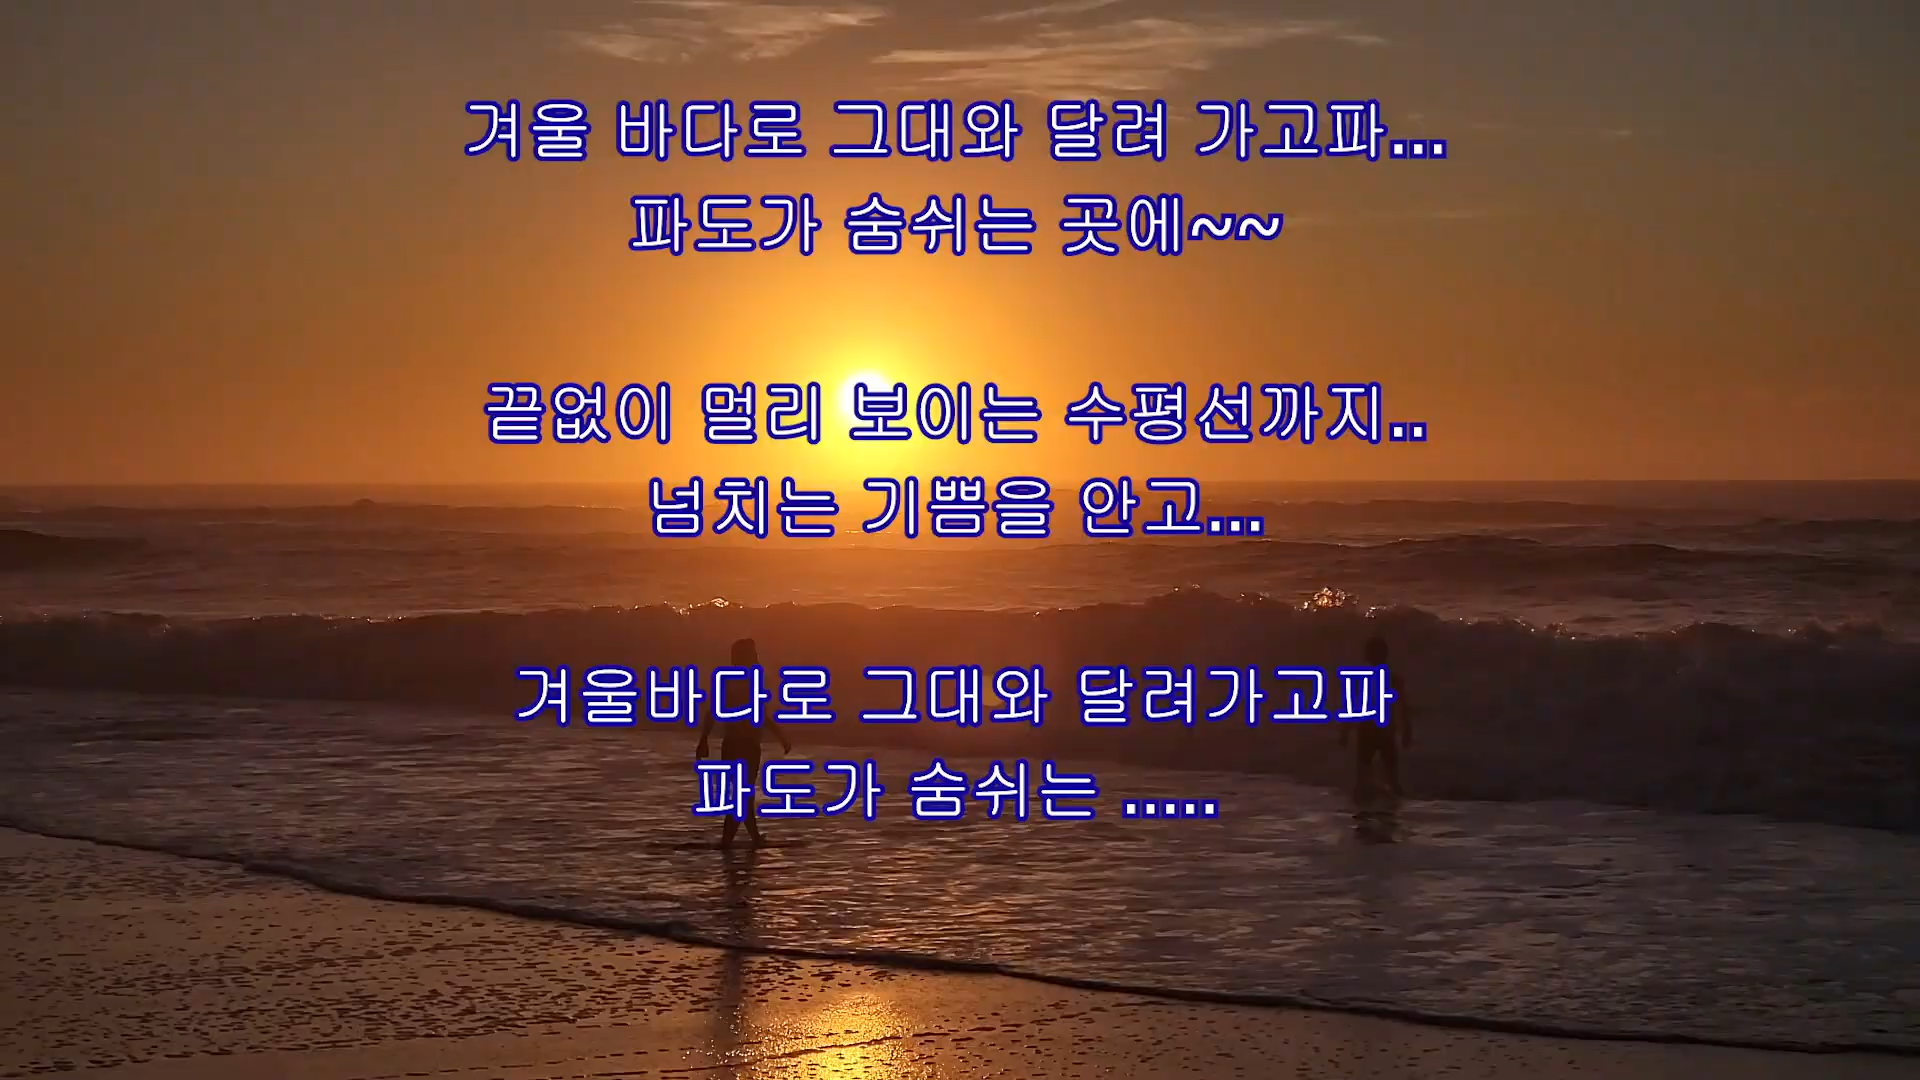 겨울 바다로 그대와 달려 가고파...
파도가 숨쉬는 곳에~~
끝없이 멀리 보이는 수평선까지..
넘치는 기쁨을 안고...
겨울바다로 그대와 달려가고파
파도가 숨쉬는 .....